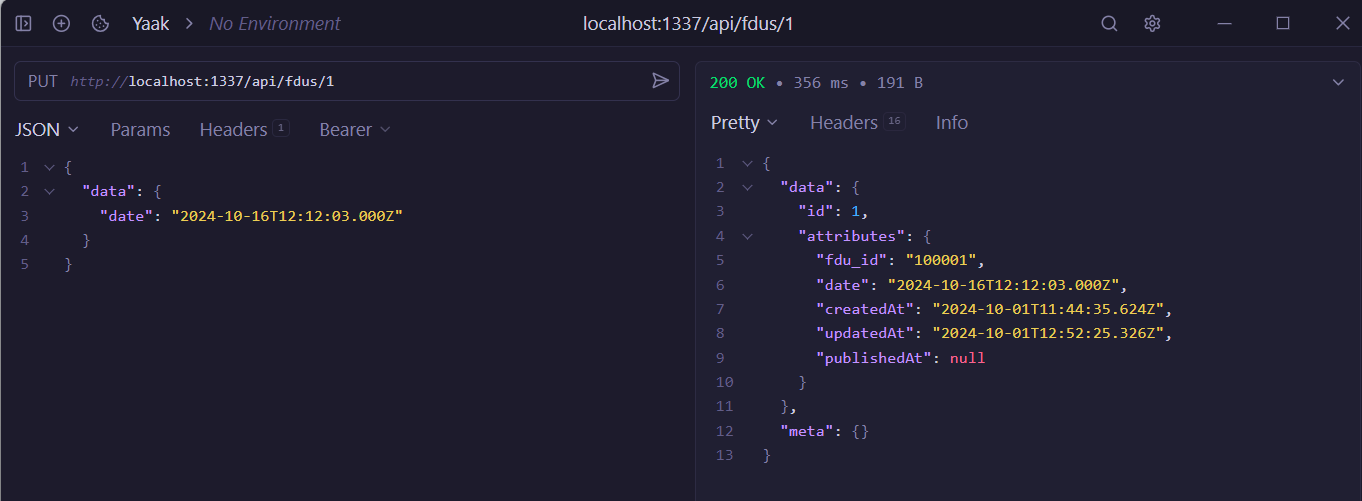 Yaak > No Environment
localhost:1337/api/fdus/1
PUT http://localhost:1337/api/fdus/1
JSON Params Headers 1 Bearer
1 {
2 "data": {
3 "date": "2024-10-16T12:12:03.000Z"
4 }
5 }
200 OK • 356 ms • 191 B
Pretty Headers 16 Info
1 {
2 "data": {
3 "id": 1,
4 "attributes": {
5 "fdu_id": "100001",
6 "date": "2024-10-16T12:12:03.000Z",
7 "createdAt": "2024-10-01T11:44:35.624Z",
8 "updatedAt": "2024-10-01T12:52:25.326Z",
9 "publishedAt": null
10 }
11 },
12 "meta": {}
13 }